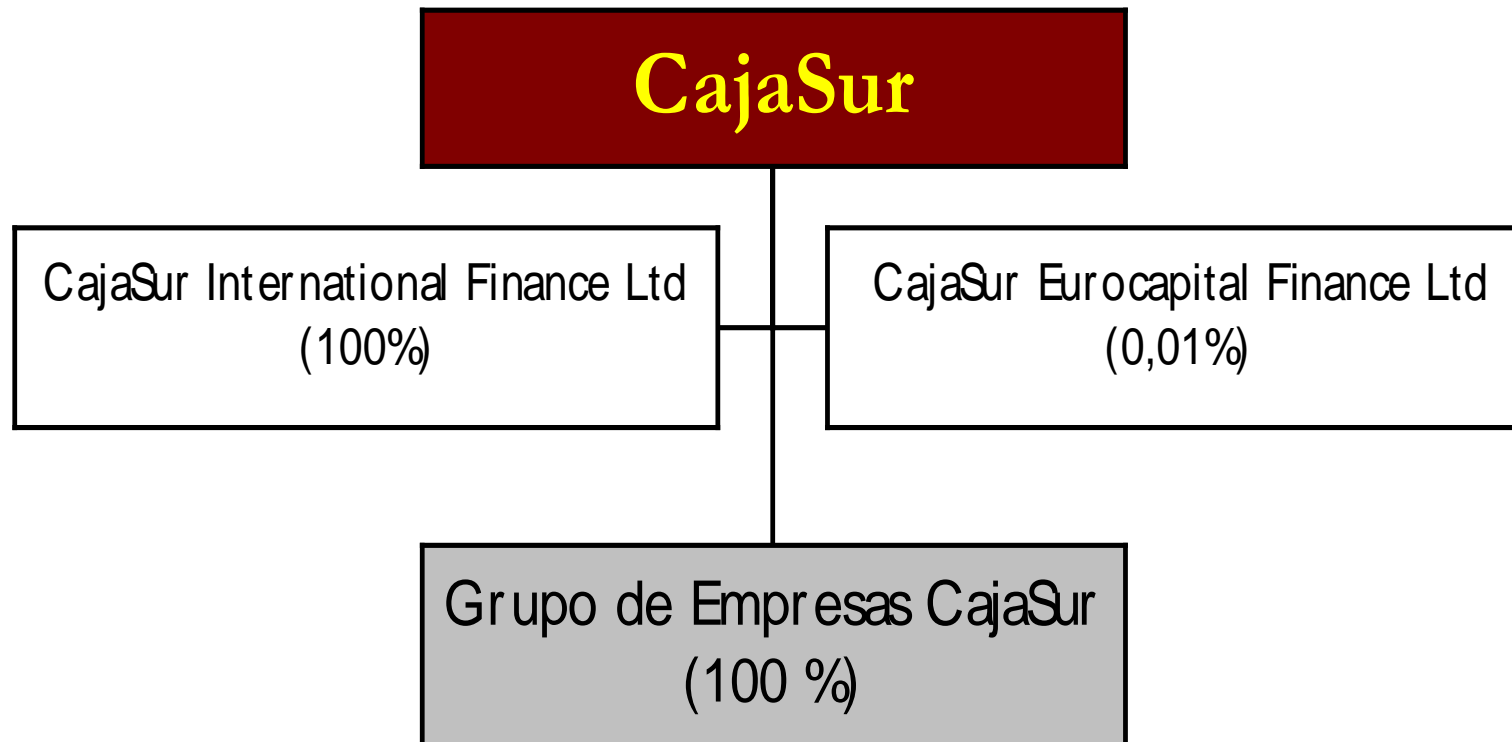 CajaSur
CajaSur International Finance Ltd
(100%)
CajaSur Eurocapital Finance Ltd
(0,01%)
Grupo de Empresas CajaSur
(100 %)